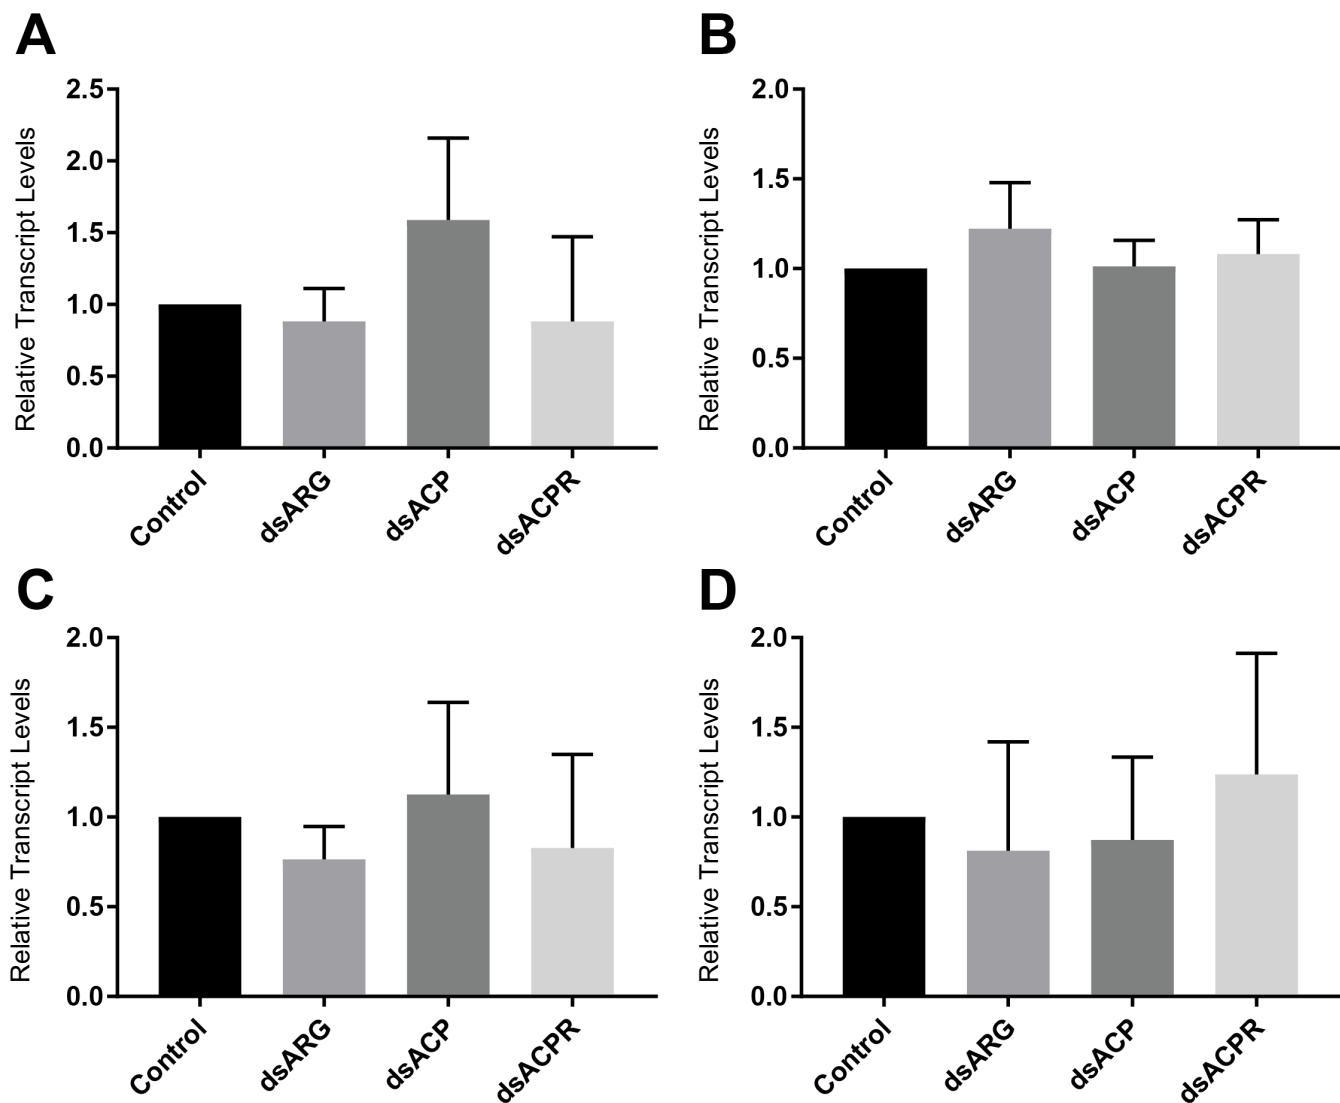 A
Relative Transcript Levels
2.5
2.0
1.5
1.0
0.5
0.0
Control
dsARG
dsACP
dsACPR
B
Relative Transcript Levels
2.0
1.5
1.0
0.5
0.0
Control
dsARG
dsACP
dsACPR
C
Relative Transcript Levels
2.0
1.5
1.0
0.5
0.0
Control
dsARG
dsACP
dsACPR
D
Relative Transcript Levels
2.0
1.5
1.0
0.5
0.0
Control
dsARG
dsACP
dsACPR